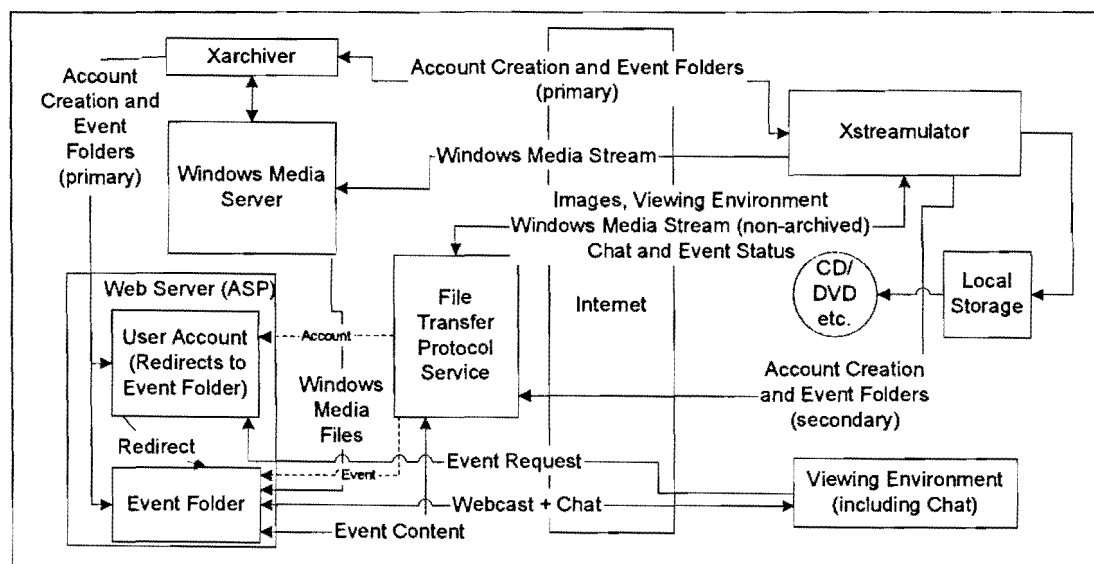 Xarchiver
Account
Creation and
Event
Folders
(primary)
Account Creation and Event Folders
(primary)
Xstreamulator
Windows Media
Server
Windows Media Stream
Images, Viewing Environment
Windows Media Stream (non-archived)
Chat and Event Status
CD/
DVD
etc.
Local
Storage
Web Server (ASP)
File
Transfer
Protocol
Service
Internet
User Account
(Redirects to
Event Folder)
Account
Windows
Media
Files
Account Creation
and Event Folders
(secondary)
Redirect
Event Request
Event
Event Folder
Webcast + Chat
Event Content
Viewing Environment
(including Chat)